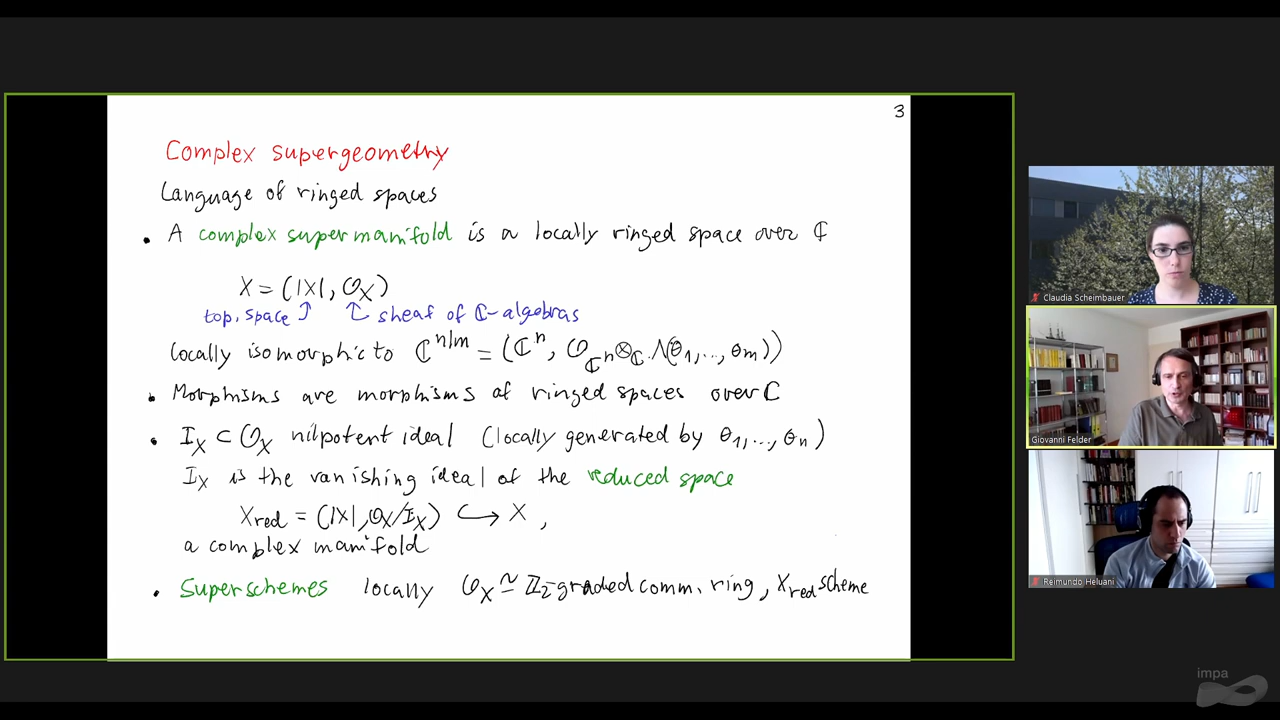 3
Complex supergeometry
Language of ringed spaces
• A complex supermanifold is a locally ringed space over ℂ
X = (|X|, 𝒪_X)
top. space ↑ ↑ sheaf of ℂ-algebras
locally isomorphic to ℂ^{n|m} = (ℂ^n, 𝒪_{ℂ^n} ⊗_ℂ Λ(θ_1,..,θ_m))
• Morphisms are morphisms of ringed spaces over ℂ
• I_X ⊂ 𝒪_X nilpotent ideal (locally generated by θ_1,...,θ_n)
I_X is the vanishing ideal of the reduced space
X_red = (|X|, 𝒪_X/I_X) ↪ X ,
a complex manifold
• Superschemes locally 𝒪_X ≃ ℤ_2-graded comm. ring, X_red scheme
Claudia Scheimbauer
Giovanni Felder
Reimundo Heluani
impa